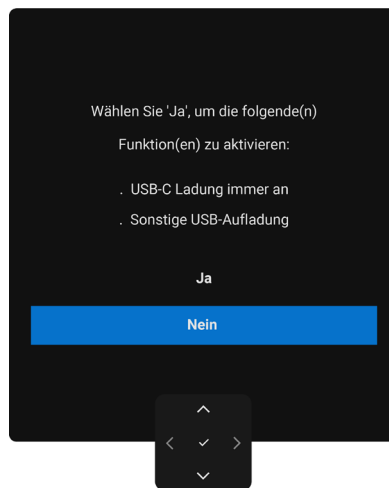 Wählen Sie 'Ja', um die folgende(n)
Funktion(en) zu aktivieren:
. USB-C Ladung immer an
. Sonstige USB-Aufladung
Ja
Nein